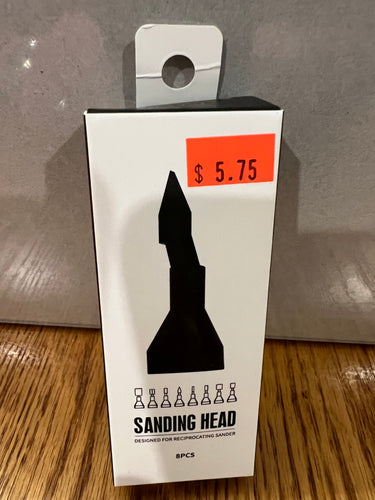 $ 5.75
SANDING HEAD
DESIGNED FOR RECIPROCATING SANDER
8PCS